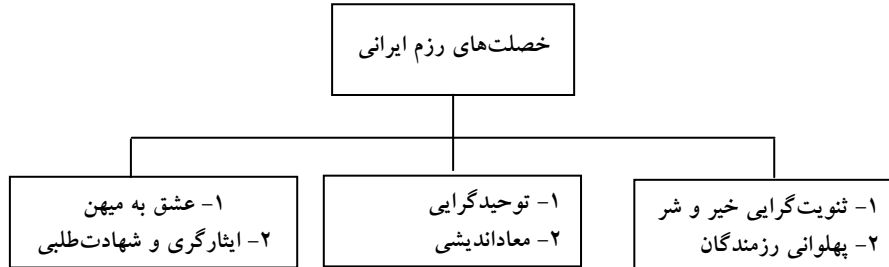 خصلت‌های رزم ایرانی
۱- ثنویت‌گرایی خیر و شر
۲- پهلوانی رزمندگان
۱- توحیدگرایی
۲- معاداندیشی
۱- عشق به میهن
۲- ایثارگری و شهادت‌طلبی